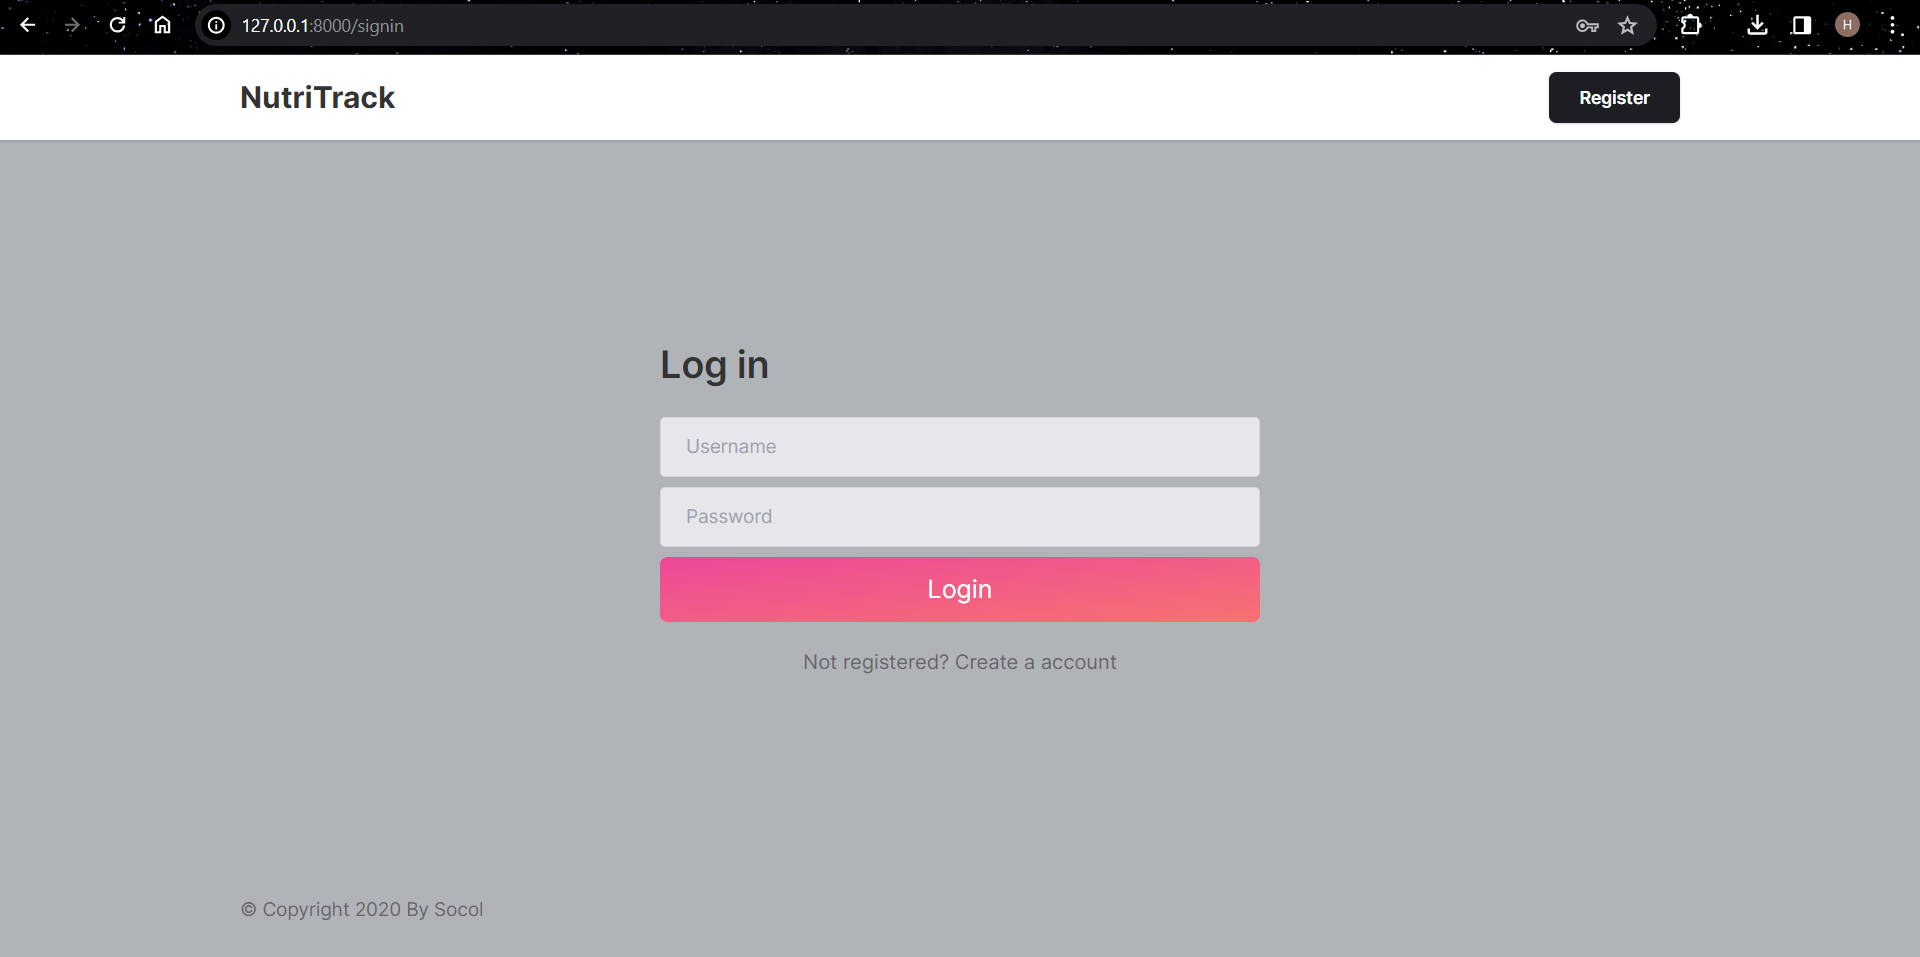 127.0.0.1:8000/signin
H
NutriTrack
Register
Log in
Username
Password
Login
Not registered? Create a account
© Copyright 2020 By Socol